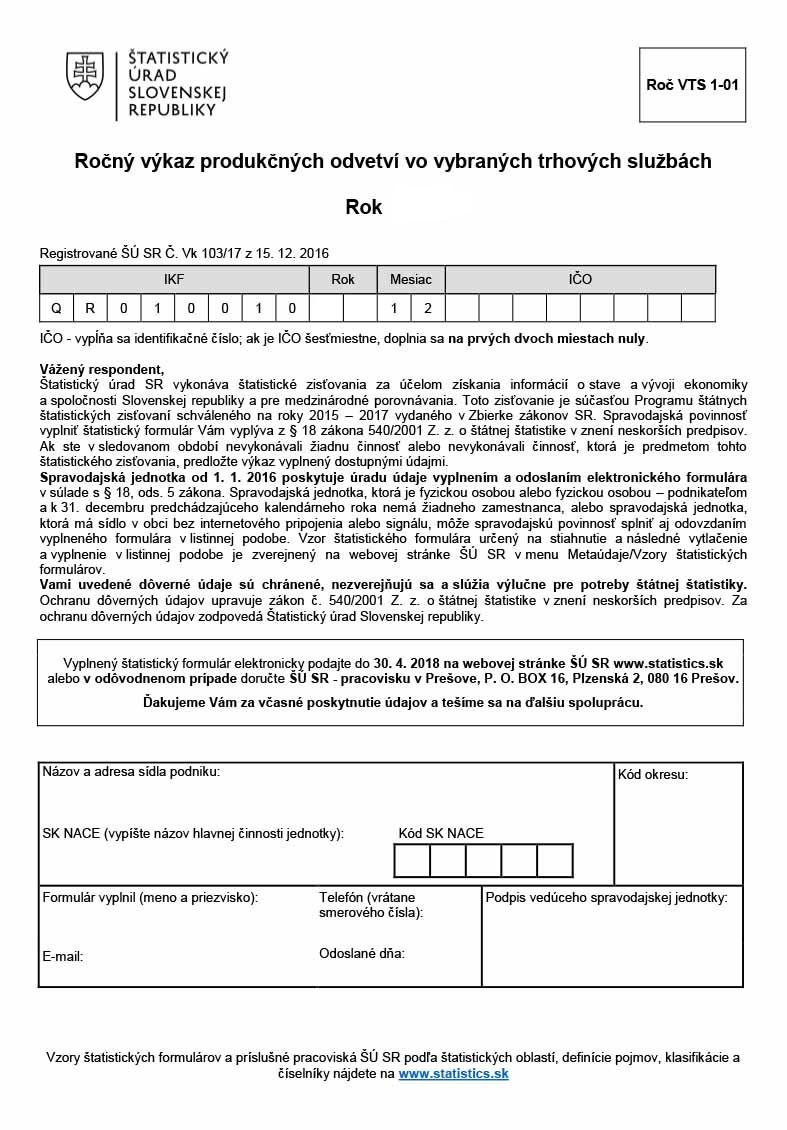 ŠTATISTICKÝ
ÚRAD
SLOVENSKEJ
REPUBLIKY
Roč VTS 1-01
Ročný výkaz produkčných odvetví vo vybraných trhových službách
Rok
Registrované ŠÚ SR Č. Vk 103/17 z 15. 12. 2016
IKF Rok Mesiac IČO
Q R 0 1 0 0 1 0 1 2
IČO - vypĺňa sa identifikačné číslo; ak je IČO šesťmiestne, doplnia sa na prvých dvoch miestach nuly.
Vážený respondent,
Štatistický úrad SR vykonáva štatistické zisťovania za účelom získania informácií o stave a vývoji ekonomiky
a spoločnosti Slovenskej republiky a pre medzinárodné porovnávania. Toto zisťovanie je súčasťou Programu štátnych
štatistických zisťovaní schváleného na roky 2015 – 2017 vydaného v Zbierke zákonov SR. Spravodajská povinnosť
vyplniť štatistický formulár Vám vyplýva z § 18 zákona 540/2001 Z. z. o štátnej štatistike v znení neskorších predpisov.
Ak ste v sledovanom období nevykonávali žiadnu činnosť alebo nevykonávali činnosť, ktorá je predmetom tohto
štatistického zisťovania, predložte výkaz vyplnený dostupnými údajmi.
Spravodajská jednotka od 1. 1. 2016 poskytuje úradu údaje vyplnením a odoslaním elektronického formulára
v súlade s § 18, ods. 5 zákona. Spravodajská jednotka, ktorá je fyzickou osobou alebo fyzickou osobou – podnikateľom
a k 31. decembru predchádzajúceho kalendárneho roka nemá žiadneho zamestnanca, alebo spravodajská jednotka,
ktorá má sídlo v obci bez internetového pripojenia alebo signálu, môže spravodajskú povinnosť splniť aj odovzdaním
vyplneného formulára v listinnej podobe. Vzor štatistického formulára určený na stiahnutie a následné vytlačenie
a vyplnenie v listinnej podobe je zverejnený na webovej stránke ŠÚ SR v menu Metaúdaje/Vzory štatistických
formulárov.
Vami uvedené dôverné údaje sú chránené, nezverejňujú sa a slúžia výlučne pre potreby štátnej štatistiky.
Ochranu dôverných údajov upravuje zákon č. 540/2001 Z. z. o štátnej štatistike v znení neskorších predpisov. Za
ochranu dôverných údajov zodpovedá Štatistický úrad Slovenskej republiky.
Vyplnený štatistický formulár elektronicky podajte do 30. 4. 2018 na webovej stránke ŠÚ SR www.statistics.sk
alebo v odôvodnenom prípade doručte ŠÚ SR - pracovisku v Prešove, P. O. BOX 16, Plzenská 2, 080 16 Prešov.
Ďakujeme Vám za včasné poskytnutie údajov a tešíme sa na ďalšiu spoluprácu.
Názov a adresa sídla podniku:
Kód okresu:
SK NACE (vypíšte názov hlavnej činnosti jednotky): Kód SK NACE
Formulár vyplnil (meno a priezvisko):
Telefón (vrátane
smerového čísla):
Podpis vedúceho spravodajskej jednotky:
E-mail:
Odoslané dňa:
Vzory štatistických formulárov a príslušné pracoviská ŠÚ SR podľa štatistických oblastí, definície pojmov, klasifikácie a
číselníky nájdete na www.statistics.sk